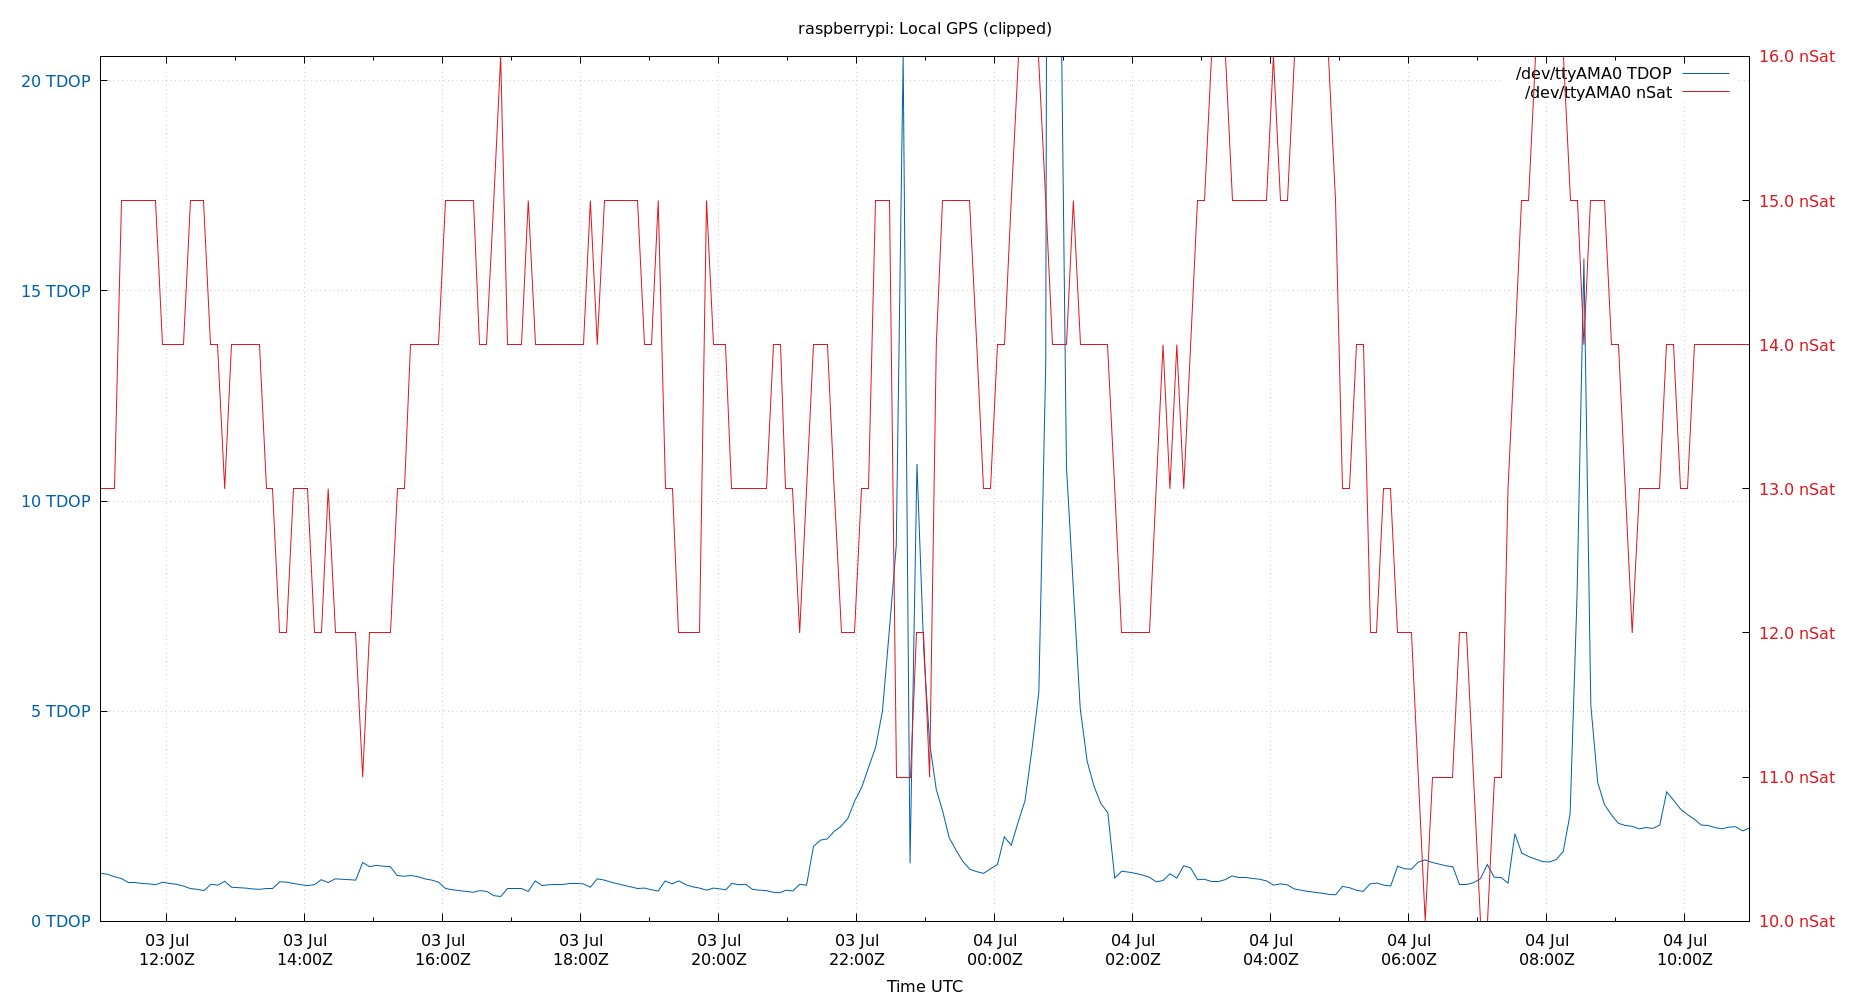 raspberrypi: Local GPS (clipped)
20 TDOP
15 TDOP
10 TDOP
5 TDOP
0 TDOP
16.0 nSat
15.0 nSat
14.0 nSat
13.0 nSat
12.0 nSat
11.0 nSat
10.0 nSat
/dev/ttyAMA0 TDOP
/dev/ttyAMA0 nSat
03 Jul
12:00Z
03 Jul
14:00Z
03 Jul
16:00Z
03 Jul
18:00Z
03 Jul
20:00Z
03 Jul
22:00Z
04 Jul
00:00Z
04 Jul
02:00Z
04 Jul
04:00Z
04 Jul
06:00Z
04 Jul
08:00Z
04 Jul
10:00Z
Time UTC